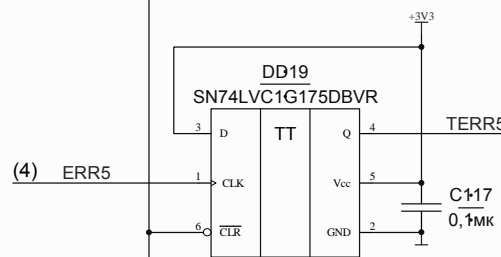 +3V3
DD19
SN74LVC1G175DBVR
3 D TT Q 4 TERR5
(4) ERR5 1 CLK Vcc 5
C117
6 CLR GND 2 0,1мк